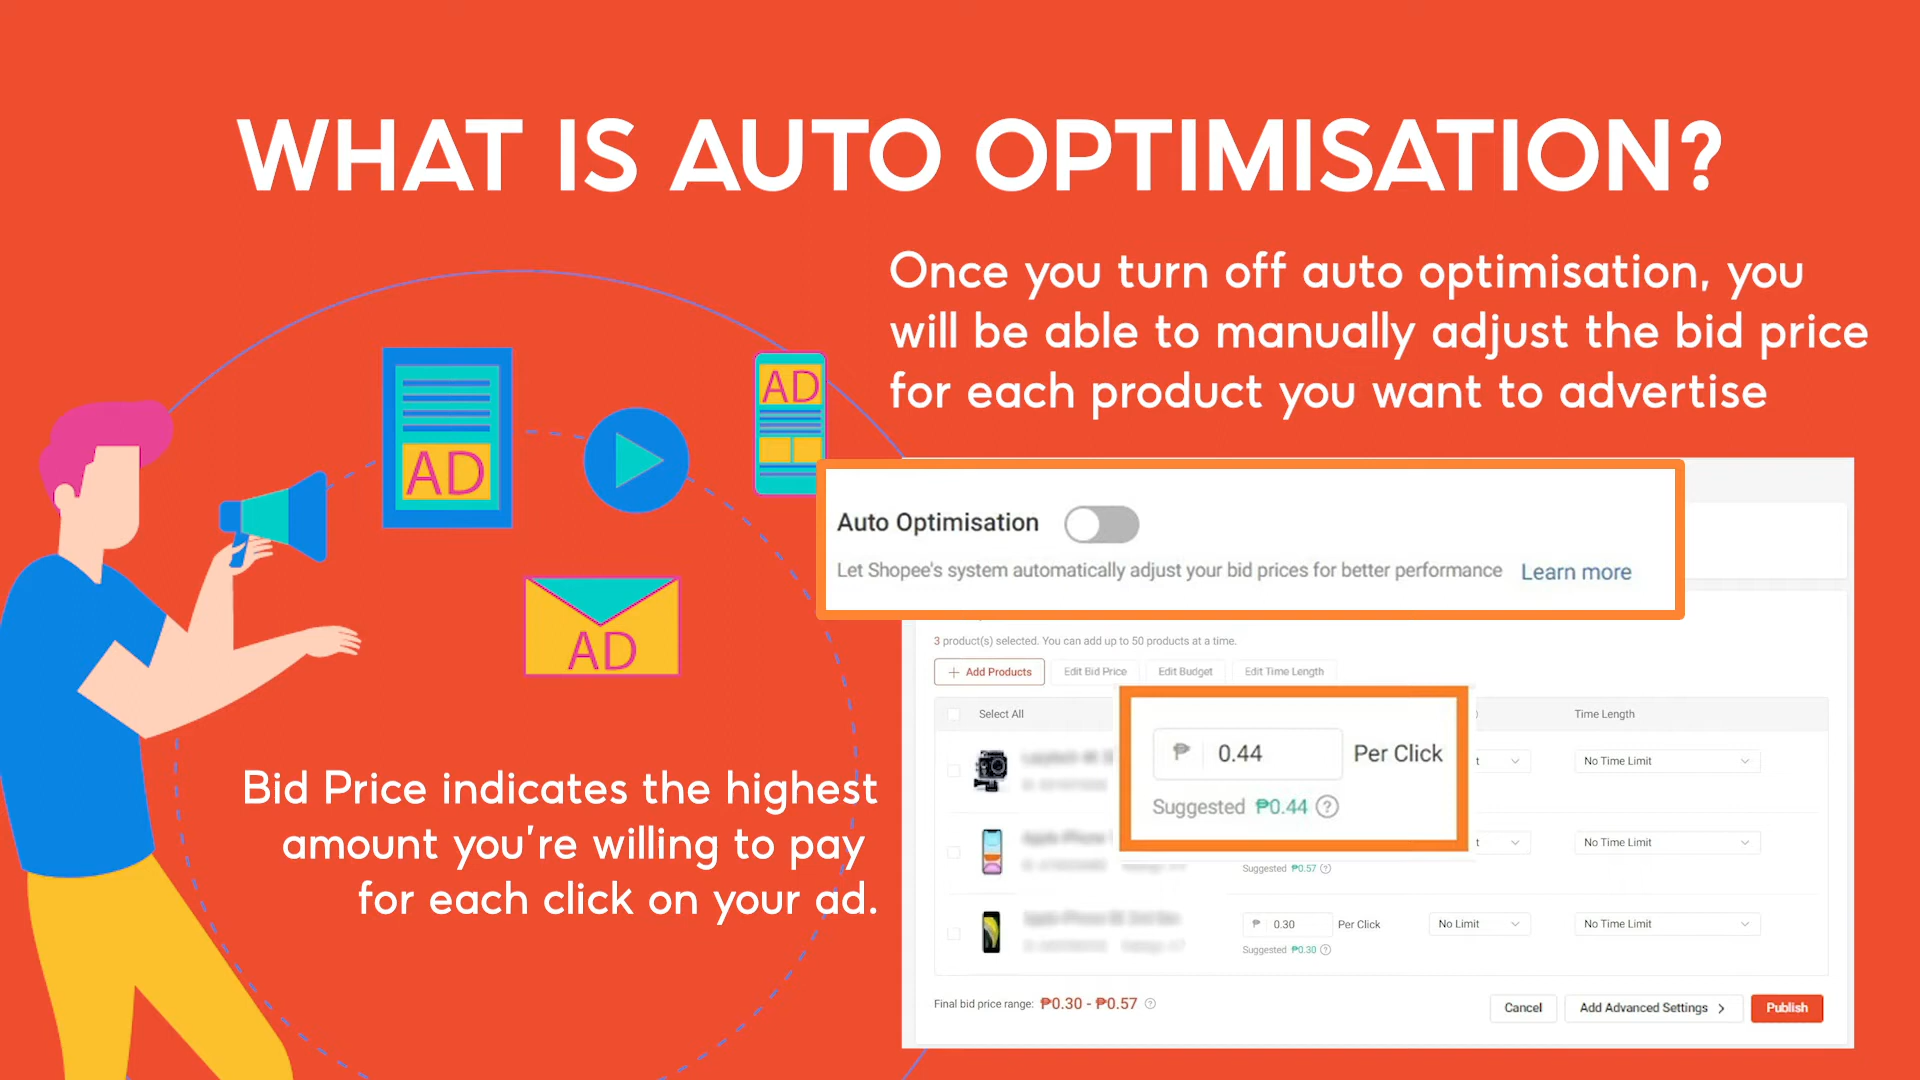 WHAT IS AUTO OPTIMISATION?
Once you turn off auto optimisation, you
will be able to manually adjust the bid price
for each product you want to advertise
AD
AD
AD
Bid Price indicates the highest
amount you're willing to pay
for each click on your ad.
Auto Optimisation
Let Shopee's system automatically adjust your bid prices for better performance Learn more
3 product(s) selected. You can add up to 50 products at a time.
+ Add Products Edit Bid Price Edit Budget Edit Time Length
Select All Time Length
₱ 0.44 Per Click
Suggested ₱0.44 ?
No Time Limit
No Time Limit
Suggested ₱0.57 ?
₱ 0.30 Per Click No Limit No Time Limit
Suggested ₱0.30 ?
Final bid price range: ₱0.30 - ₱0.57 ?
Cancel Add Advanced Settings > Publish